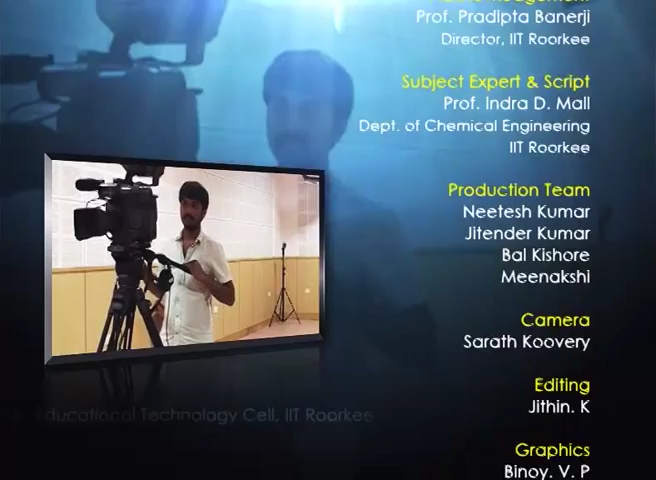 Prof. Pradipta Banerji
Director, IIT Roorkee
Subject Expert & Script
Prof. Indra D. Mall
Dept. of Chemical Engineering
IIT Roorkee
Production Team
Neetesh Kumar
Jitender Kumar
Bal Kishore
Meenakshi
Camera
Sarath Koovery
Editing
Jithin. K
Educational Technology Cell, IIT Roorkee
Graphics
Binoy. V. P